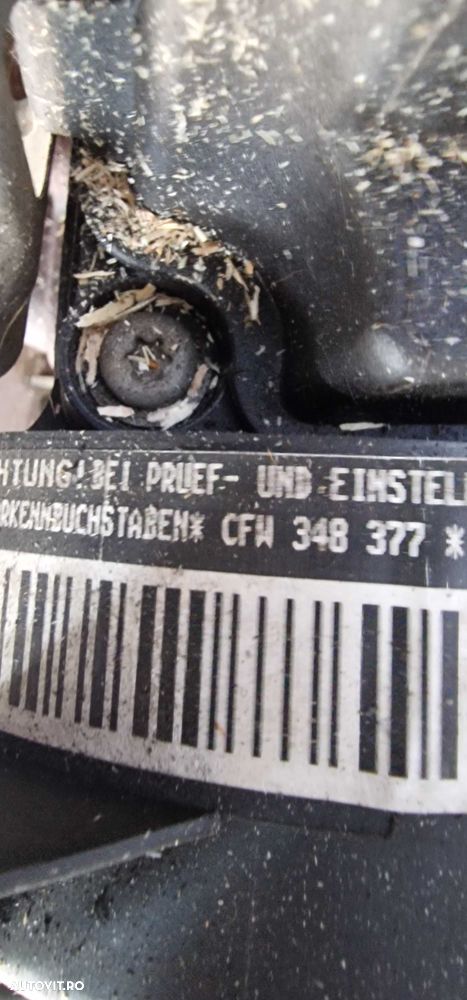 HTUNG!BEI PRUEF- UND EINSTEL
RKENNBUCHSTABEN* CFW 348 377 *
AUTOVIT.RO